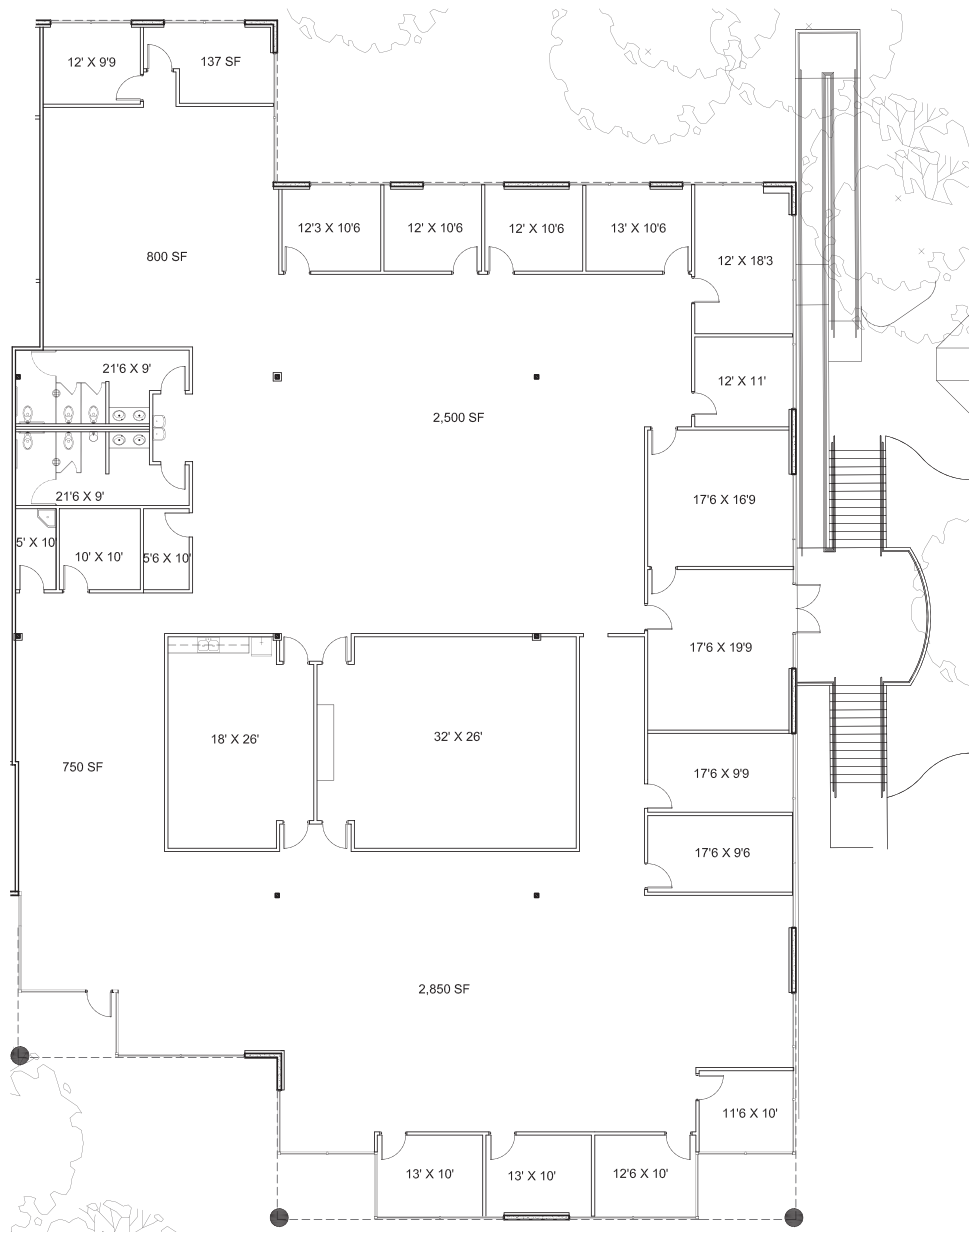 12' X 9'9
137 SF
12'3 X 10'6
12' X 10'6
12' X 10'6
13' X 10'6
800 SF
12' X 18'3
21'6 X 9'
12' X 11'
2,500 SF
21'6 X 9'
17'6 X 16'9
5' X 10'
10' X 10'
5'6 X 10'
17'6 X 19'9
18' X 26'
32' X 26'
750 SF
17'6 X 9'9
17'6 X 9'6
2,850 SF
11'6 X 10'
13' X 10'
13' X 10'
12'6 X 10'